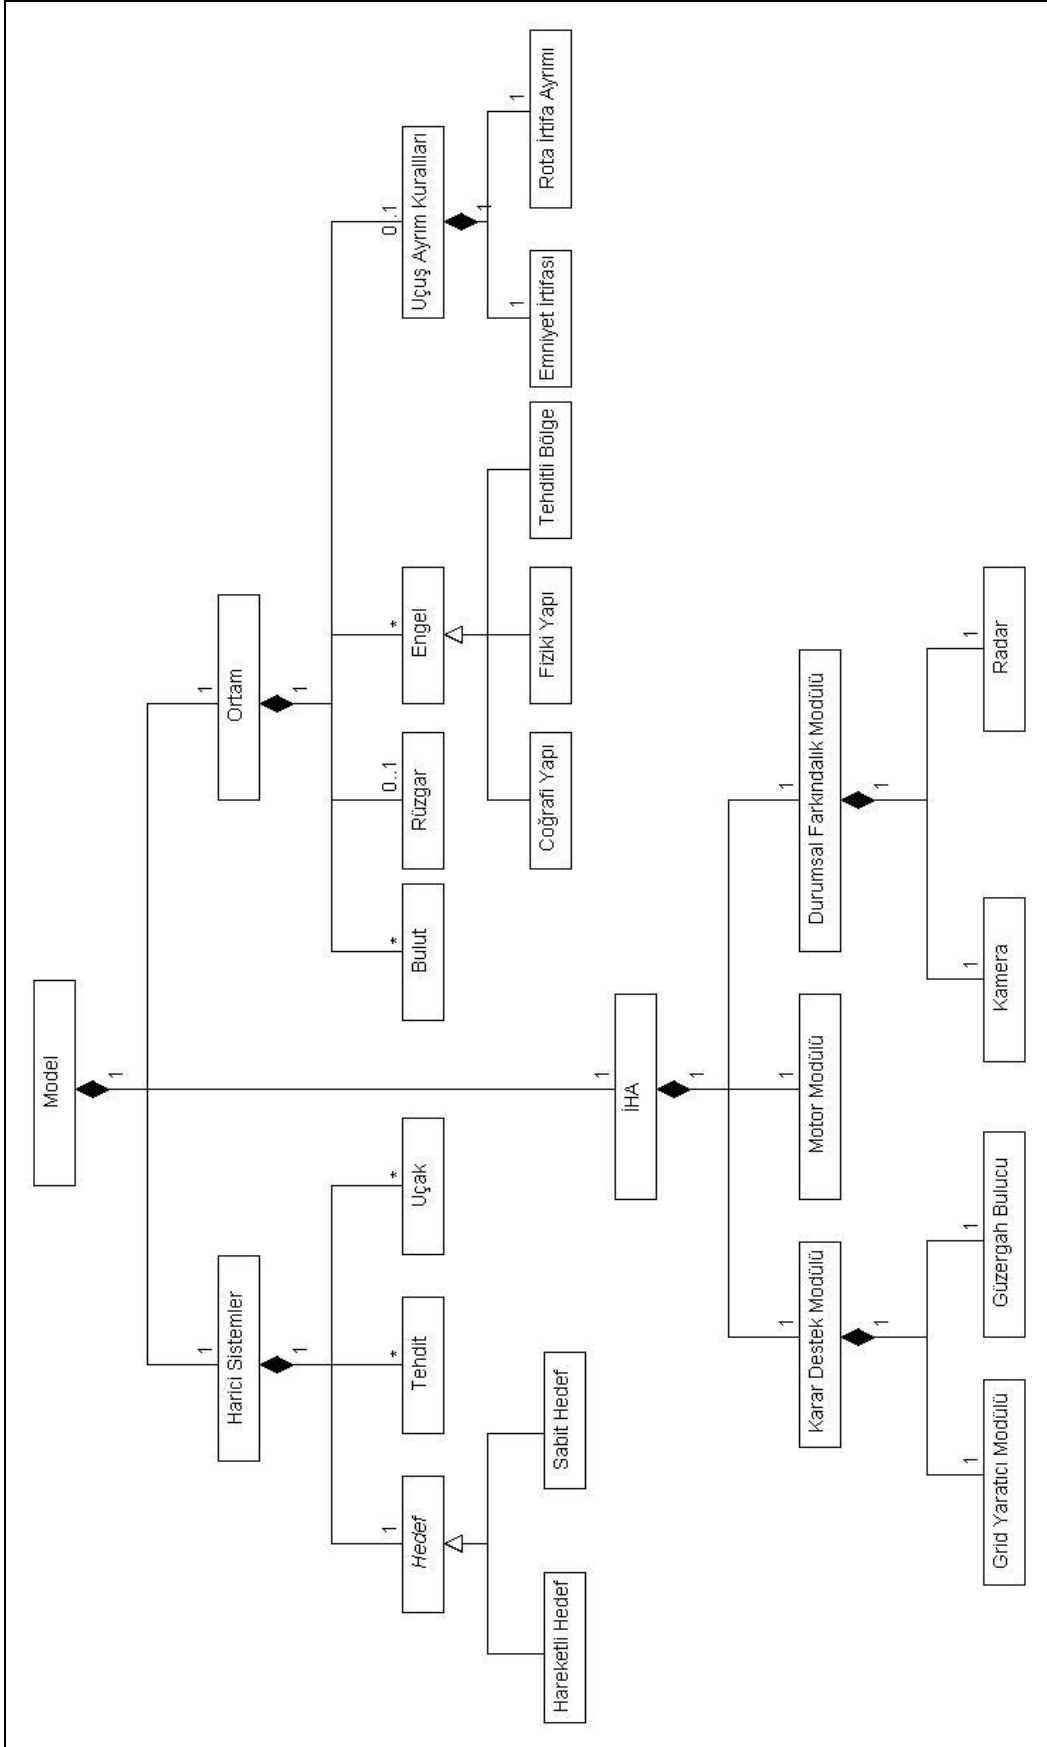 Model
1
1
1
Harici Sistemler
Ortam
1
1
1
*
*
*
0..1
*
0..1
Hedef
Tehdit
Uçak
Bulut
Rüzgar
Engel
Uçuş Ayrım Kurallları
1
1
1
Hareketli Hedef
Sabit Hedef
Coğrafi Yapı
Fiziki Yapı
Tehditli Bölge
Emniyet İrtifası
Rota İrtifa Ayrımı
1
İHA
1
1
1
1
Karar Destek Modülü
Motor Modülü
Durumsal Farkındalık Modülü
1
1
1
1
1
1
Grid Yaratıcı Modülü
Güzergah Bulucu
Kamera
Radar